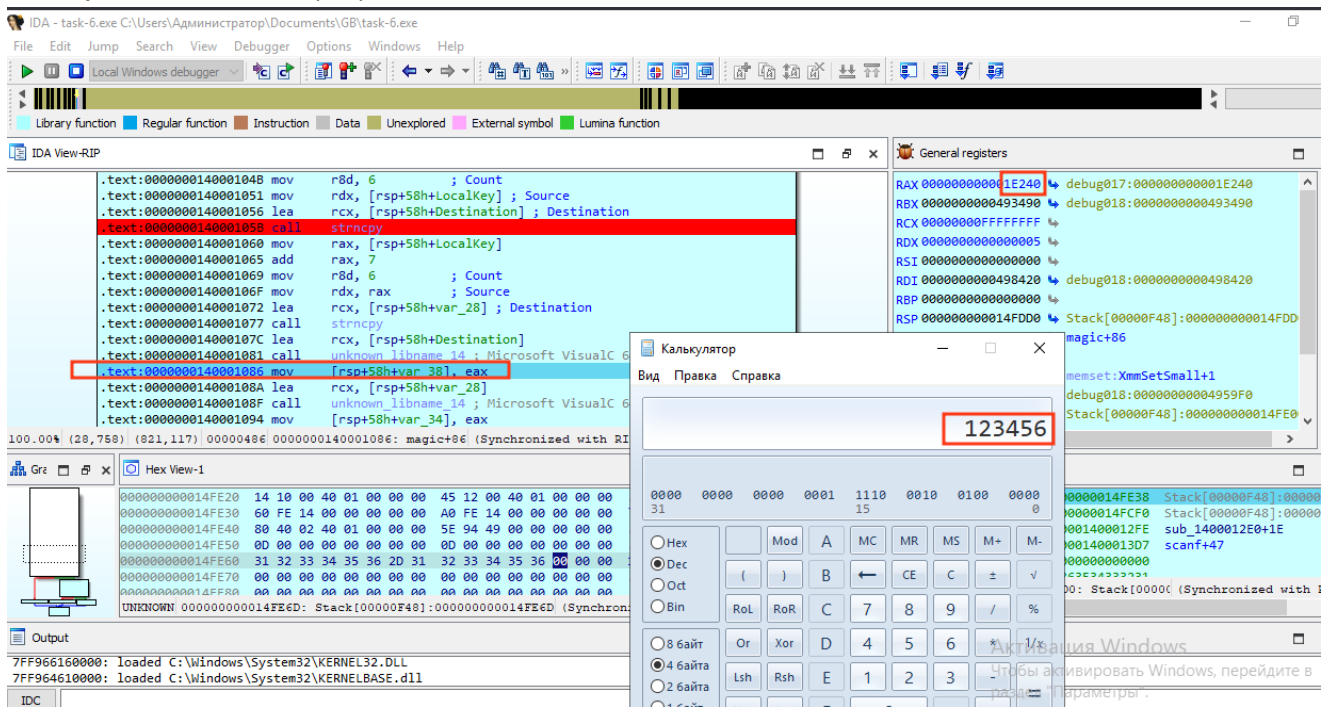 IDA - task-6.exe C:\Users\Администратор\Documents\GB\task-6.exe
File Edit Jump Search View Debugger Options Windows Help
Local Windows debugger
Library function Regular function Instruction Data Unexplored External symbol Lumina function
IDA View-RIP
.text:000000014000104B mov r8d, 6 ; Count
.text:0000000140001051 mov rdx, [rsp+58h+LocalKey] ; Source
.text:0000000140001056 lea rcx, [rsp+58h+Destination] ; Destination
.text:000000014000105B call strncpy
.text:0000000140001060 mov rax, [rsp+58h+LocalKey]
.text:0000000140001065 add rax, 7
.text:0000000140001069 mov r8d, 6 ; Count
.text:000000014000106F mov rdx, rax ; Source
.text:0000000140001072 lea rcx, [rsp+58h+var_28] ; Destination
.text:0000000140001077 call strncpy
.text:000000014000107C lea rcx, [rsp+58h+Destination]
.text:0000000140001081 call unknown_libname_14 ; Microsoft VisualC 6
.text:0000000140001086 mov [rsp+58h+var_38], eax
.text:000000014000108A lea rcx, [rsp+58h+var_28]
.text:000000014000108F call unknown_libname_14 ; Microsoft VisualC 6
.text:0000000140001094 mov [rsp+58h+var_34], eax
100.00% (28,758) (821,117) 00000486 0000000140001086: magic+86 (Synchronized with RI
General registers
RAX 000000000001E240 debug017:000000000001E240
RBX 0000000000493490 debug018:0000000000493490
RCX 00000000FFFFFFFF
RDX 0000000000000005
RSI 0000000000000000
RDI 0000000000498420 debug018:0000000000498420
RBP 0000000000000000
RSP 000000000014FDD0 Stack[00000F48]:000000000014FDD
magic+86
memset:XmmSetSmall+1
debug018:00000000004959F0
Stack[00000F48]:000000000014FE0
Gra
Hex View-1
000000000014FE20 14 10 00 40 01 00 00 00 45 12 00 40 01 00 00 00
000000000014FE30 60 FE 14 00 00 00 00 00 A0 FE 14 00 00 00 00 00
000000000014FE40 80 40 02 40 01 00 00 00 5E 94 49 00 00 00 00 00
000000000014FE50 0D 00 00 00 00 00 00 00 0D 00 00 00 00 00 00 00
000000000014FE60 31 32 33 34 35 36 2D 31 32 33 34 35 36 00 00 00
000000000014FE70 00 00 00 00 00 00 00 00 00 00 00 00 00 00 00 00
UNKNOWN 000000000014FE6D: Stack[00000F48]:000000000014FE6D (Synchron
00000014FE38 Stack[00000F48]:00000
00000014FCF0 Stack[00000F48]:00000
0001400012FE sub_1400012E0+1E
0001400013D7 scanf+47
000000000000
00: Stack[0000 (Synchronized with
Output
7FF966160000: loaded C:\Windows\System32\KERNEL32.DLL
7FF964610000: loaded C:\Windows\System32\KERNELBASE.dll
IDC
Калькулятор
Вид Правка Справка
123456
0000 0000 0000 0001 1110 0010 0100 0000
31 15 0
Hex Mod A MC MR MS M+ M-
Dec ( ) B ← CE C ± √
Oct
Bin RoL RoR C 7 8 9 / %
8 байт Or Xor D 4 5 6 * 1/x
4 байта Lsh Rsh E 1 2 3 - =
2 байта
1 байт
Активация Windows
Чтобы активировать Windows, перейдите в
раздел "Параметры".